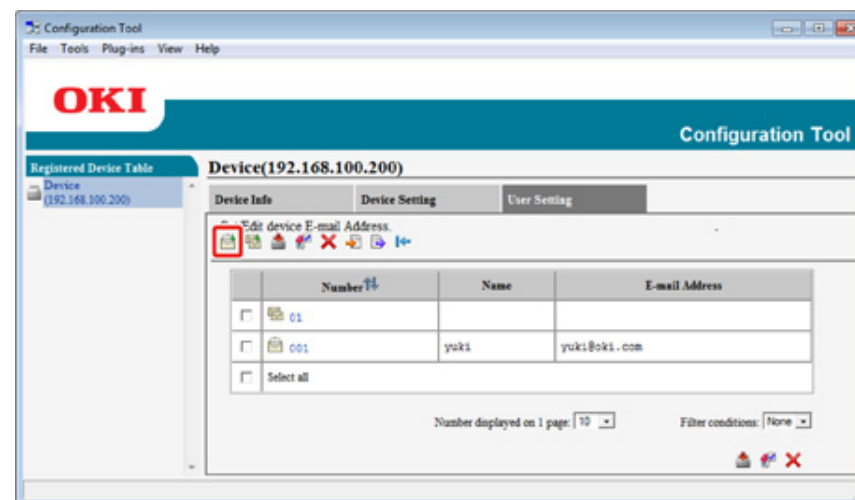 Configuration Tool
File Tools Plug-ins View Help
OKI
Configuration Tool
Registered Device Table
Device
(192.168.100.200)
Device(192.168.100.200)
Device Info Device Setting User Setting
Edit device E-mail Address.
Number Name E-mail Address
01
001 yuki yuki@oki.com
Select all
Number displayed on 1 page: 10 Filter conditions: None